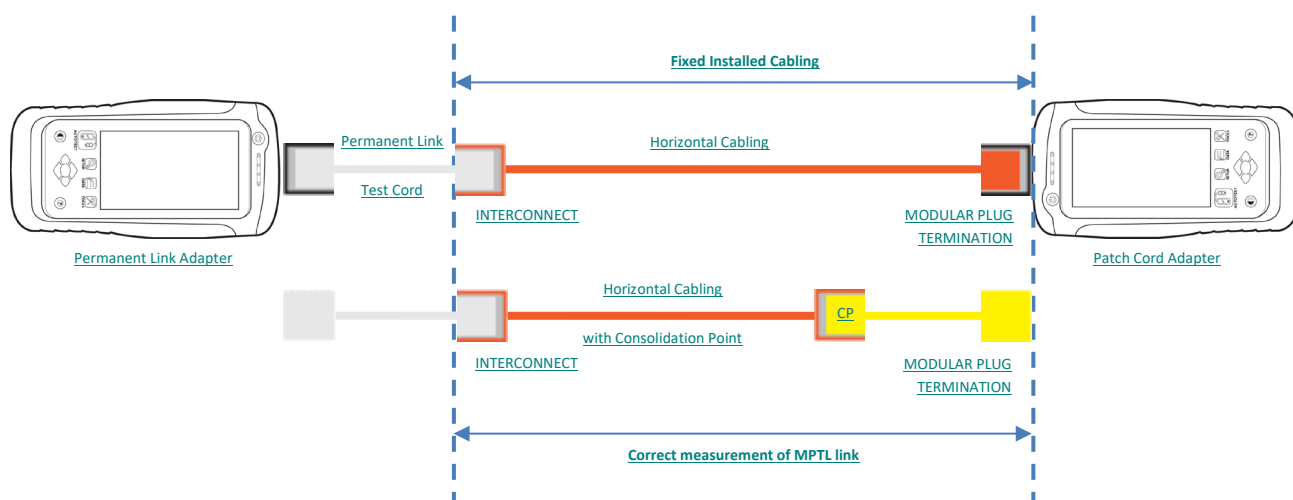 Fixed Installed Cabling
Permanent Link
Horizontal Cabling
Test Cord
INTERCONNECT
MODULAR PLUG
TERMINATION
Permanent Link Adapter
Patch Cord Adapter
Horizontal Cabling
CP
with Consolidation Point
INTERCONNECT
MODULAR PLUG
TERMINATION
Correct measurement of MPTL link